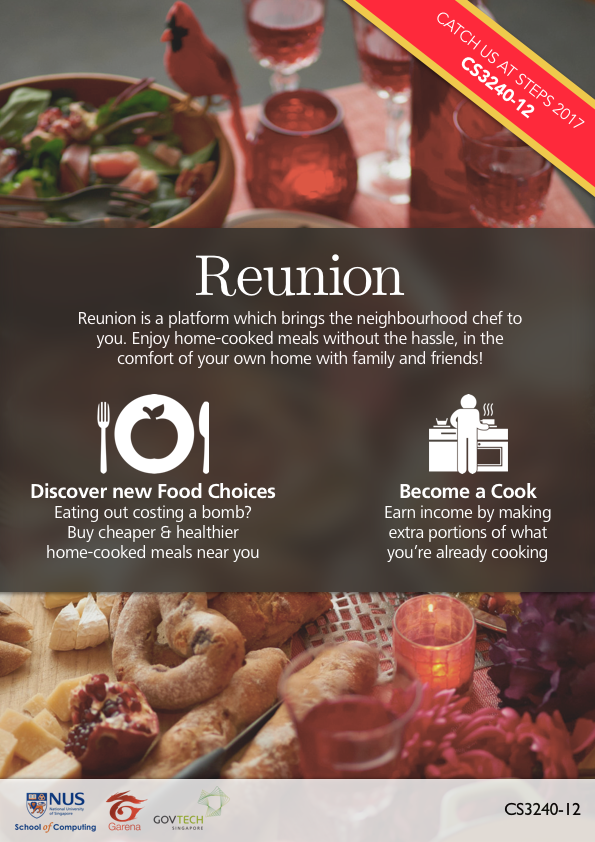 CATCH US AT STEPS 2017
CS3240-12
Reunion
Reunion is a platform which brings the neighbourhood chef to
you. Enjoy home-cooked meals without the hassle, in the
comfort of your own home with family and friends!
Discover new Food Choices
Eating out costing a bomb?
Buy cheaper & healthier
home-cooked meals near you
Become a Cook
Earn income by making
extra portions of what
you’re already cooking
NUS
National University
of Singapore
School of Computing
Garena
GOVTECH
SINGAPORE
CS3240-12